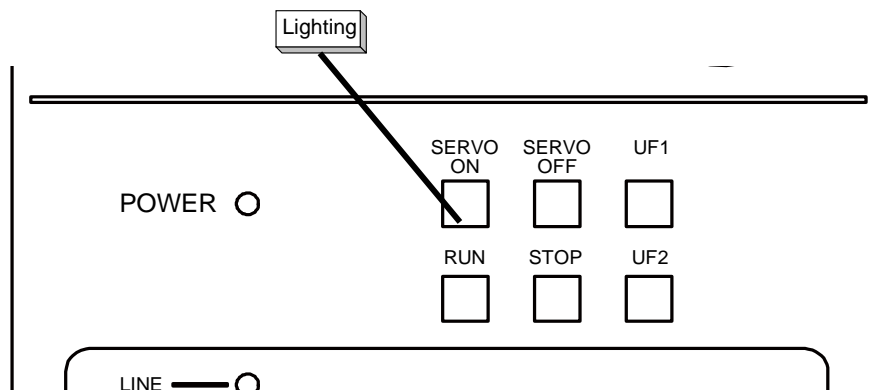 Lighting
SERVO ON
SERVO OFF
UF1
POWER
RUN
STOP
UF2
LINE